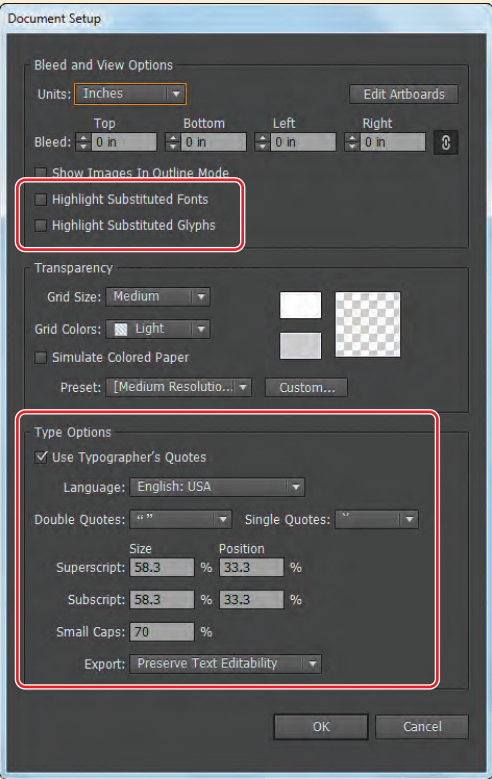 Document Setup
Bleed and View Options
Units: Inches Edit Artboards
Top Bottom Left Right
Bleed: 0 in 0 in 0 in 0 in
Show Images In Outline Mode
Highlight Substituted Fonts
Highlight Substituted Glyphs
Transparency
Grid Size: Medium
Grid Colors: Light
Simulate Colored Paper
Preset: [Medium Resolutio... Custom...
Type Options
Use Typographer's Quotes
Language: English: USA
Double Quotes: “ ” Single Quotes: ‘ ’
Size Position
Superscript: 58.3 % 33.3 %
Subscript: 58.3 % 33.3 %
Small Caps: 70 %
Export: Preserve Text Editability
OK Cancel